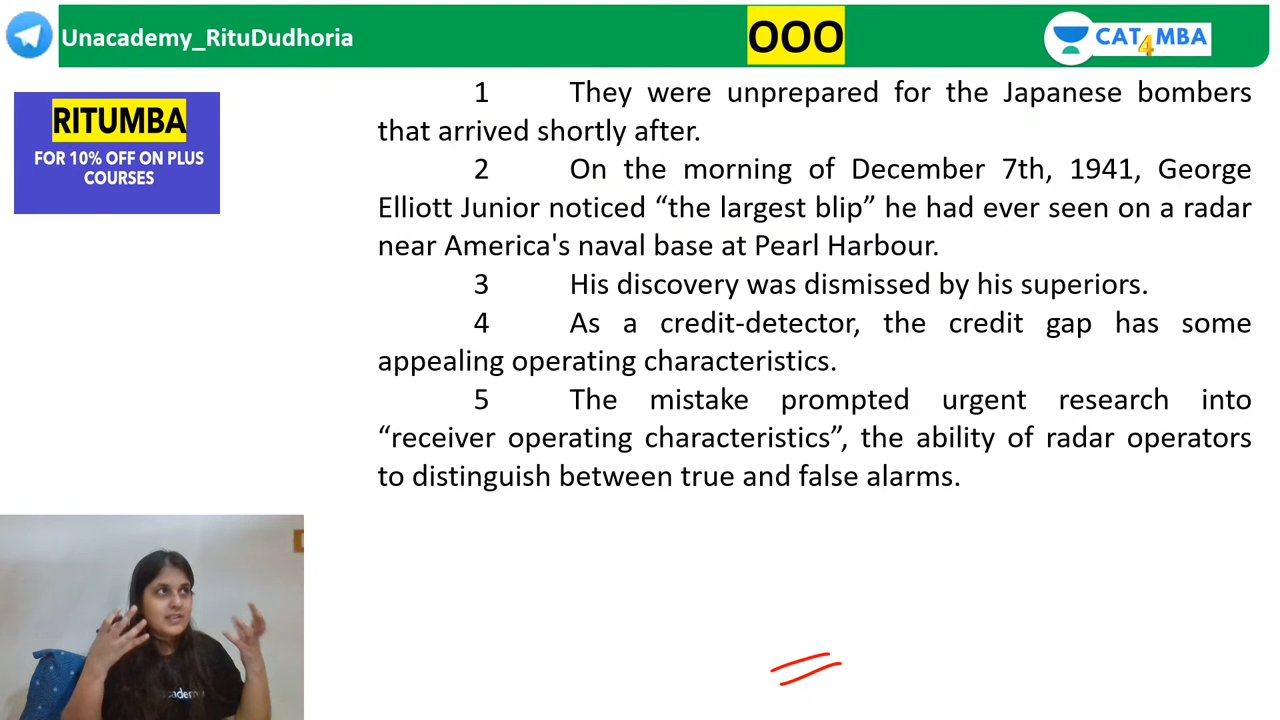 Unacademy_RituDudhoria
OOO
CAT4MBA
RITUMBA
FOR 10% OFF ON PLUS
COURSES
1 They were unprepared for the Japanese bombers
that arrived shortly after.
2 On the morning of December 7th, 1941, George
Elliott Junior noticed “the largest blip” he had ever seen on a radar
near America's naval base at Pearl Harbour.
3 His discovery was dismissed by his superiors.
4 As a credit-detector, the credit gap has some
appealing operating characteristics.
5 The mistake prompted urgent research into
“receiver operating characteristics”, the ability of radar operators
to distinguish between true and false alarms.